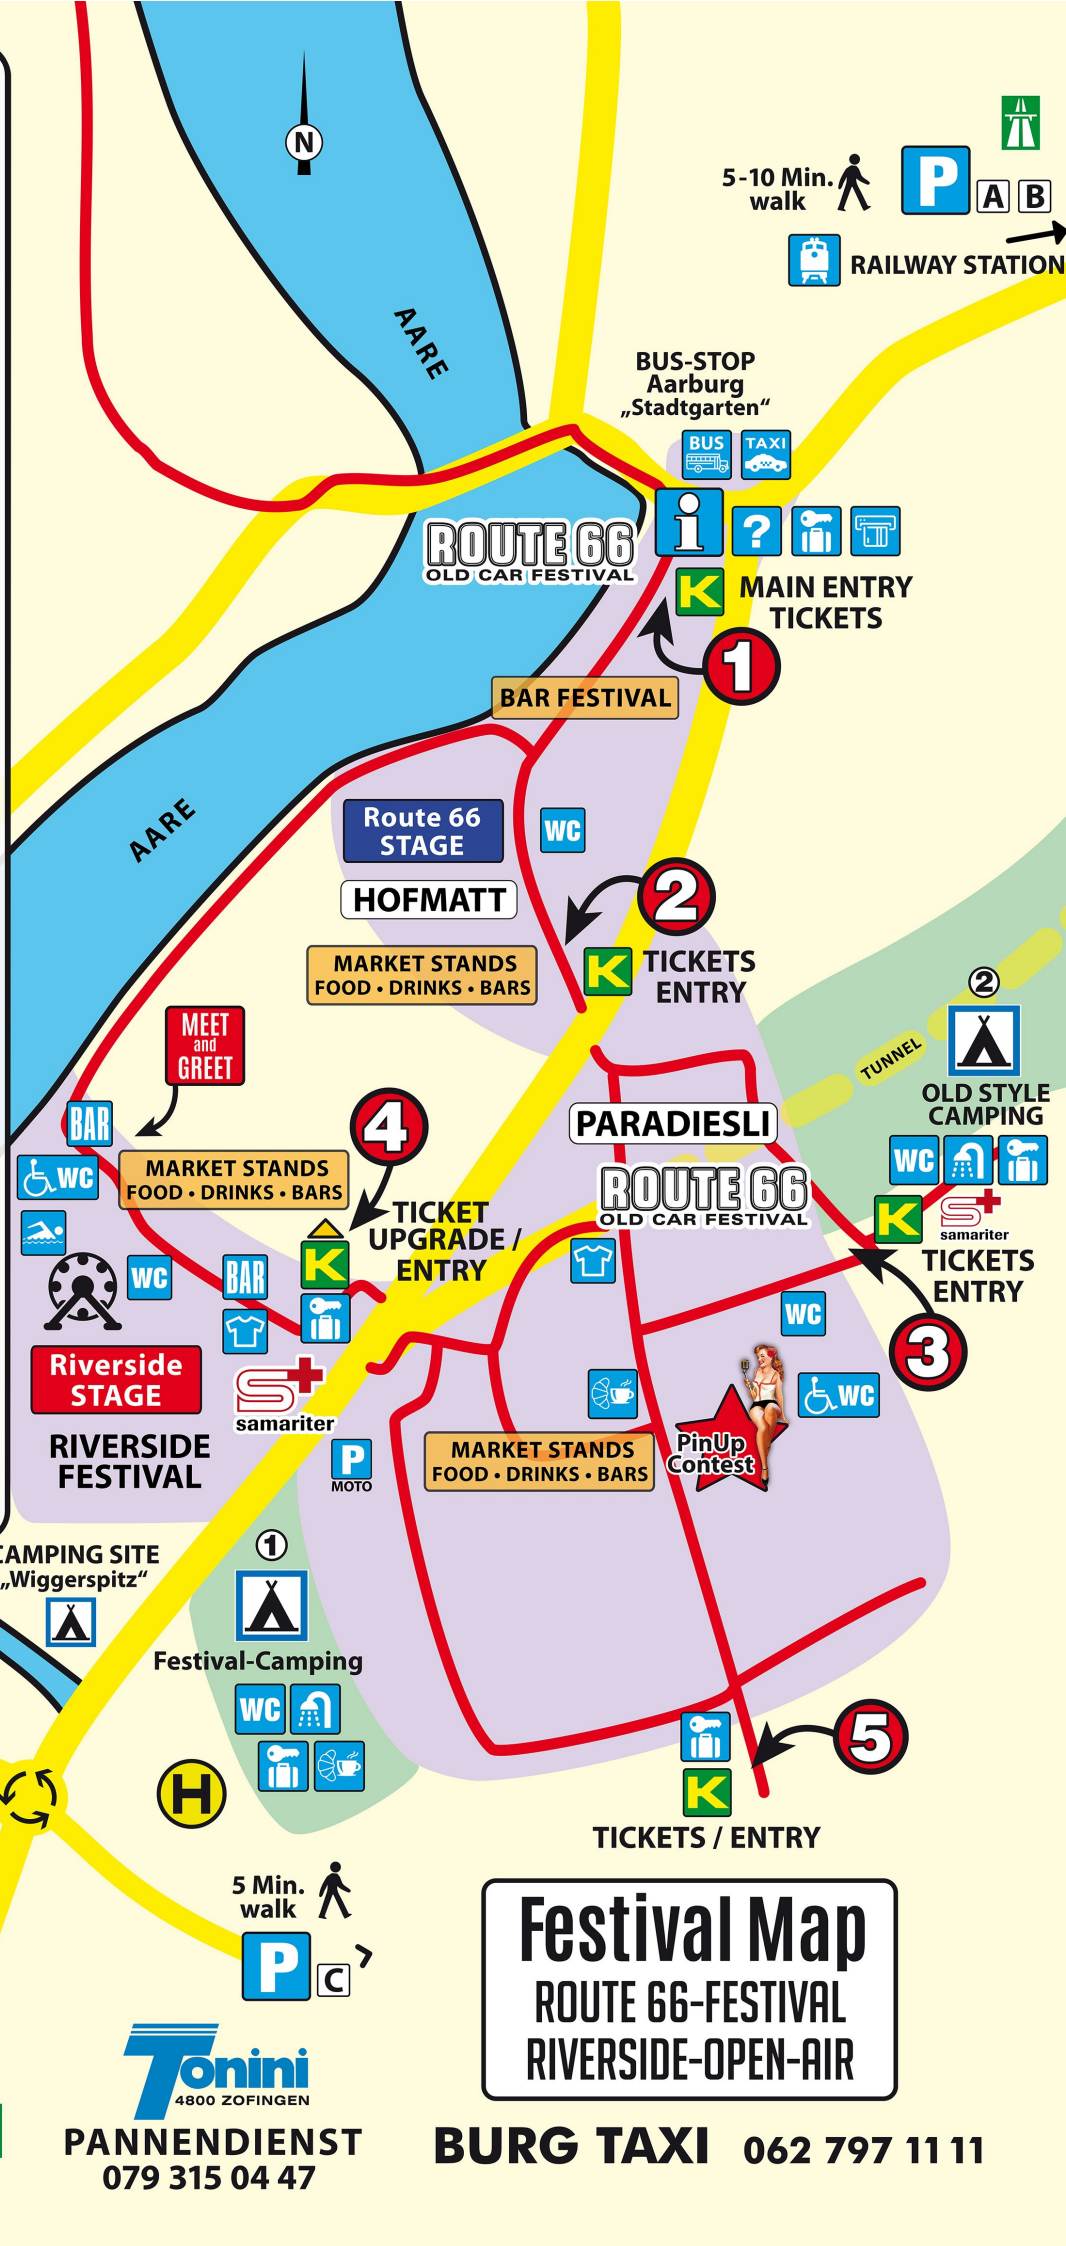 N
5-10 Min.
walk
P
A B
RAILWAY STATION
AARE
BUS-STOP
Aarburg
„Stadtgarten“
BUS TAXI
i ?
ROUTE 66
OLD CAR FESTIVAL
K MAIN ENTRY
TICKETS
1
BAR FESTIVAL
AARE
Route 66
STAGE
WC
HOFMATT
2
MARKET STANDS
FOOD • DRINKS • BARS
K TICKETS
ENTRY
2
MEET
and
GREET
TUNNEL
OLD STYLE
CAMPING
BAR
4
PARADIESLI
WC
WC
MARKET STANDS
FOOD • DRINKS • BARS
ROUTE 66
OLD CAR FESTIVAL
K
S+
samariter
TICKET
UPGRADE /
ENTRY
K
TICKETS
ENTRY
WC
BAR
WC
3
Riverside
STAGE
S+
samariter
WC
RIVERSIDE
FESTIVAL
P
MOTO
MARKET STANDS
FOOD • DRINKS • BARS
PinUp
Contest
CAMPING SITE
„Wiggerspitz“
1
Festival-Camping
WC
H
5
K
TICKETS / ENTRY
5 Min.
walk
P
C
Festival Map
ROUTE 66-FESTIVAL
RIVERSIDE-OPEN-AIR
Tonini
4800 ZOFINGEN
PANNENDIENST
079 315 04 47
BURG TAXI 062 797 11 11